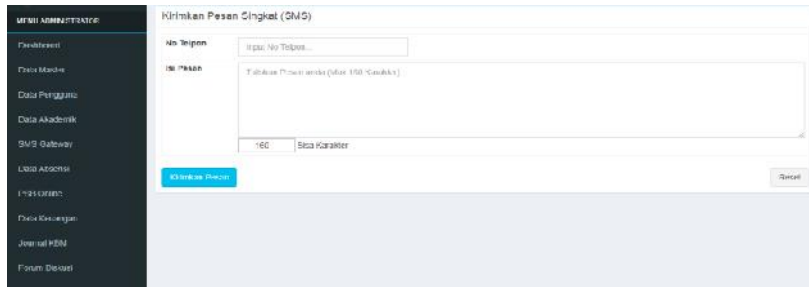 MENU ADMINISTRATOR
Dashboard
Data Master
Data Pengguna
Data Akademik
SMS Gateway
Data Absensi
Data Keuangan
Journal KBM
Forum Diskusi
Kirimkan Pesan Singkat (SMS)
No Telpon
Input No Telpon...
Isi Pesan
Pesan anda (Max 160 Karakter)
160 Sisa Karakter
Kirimkan Pesan
Reset